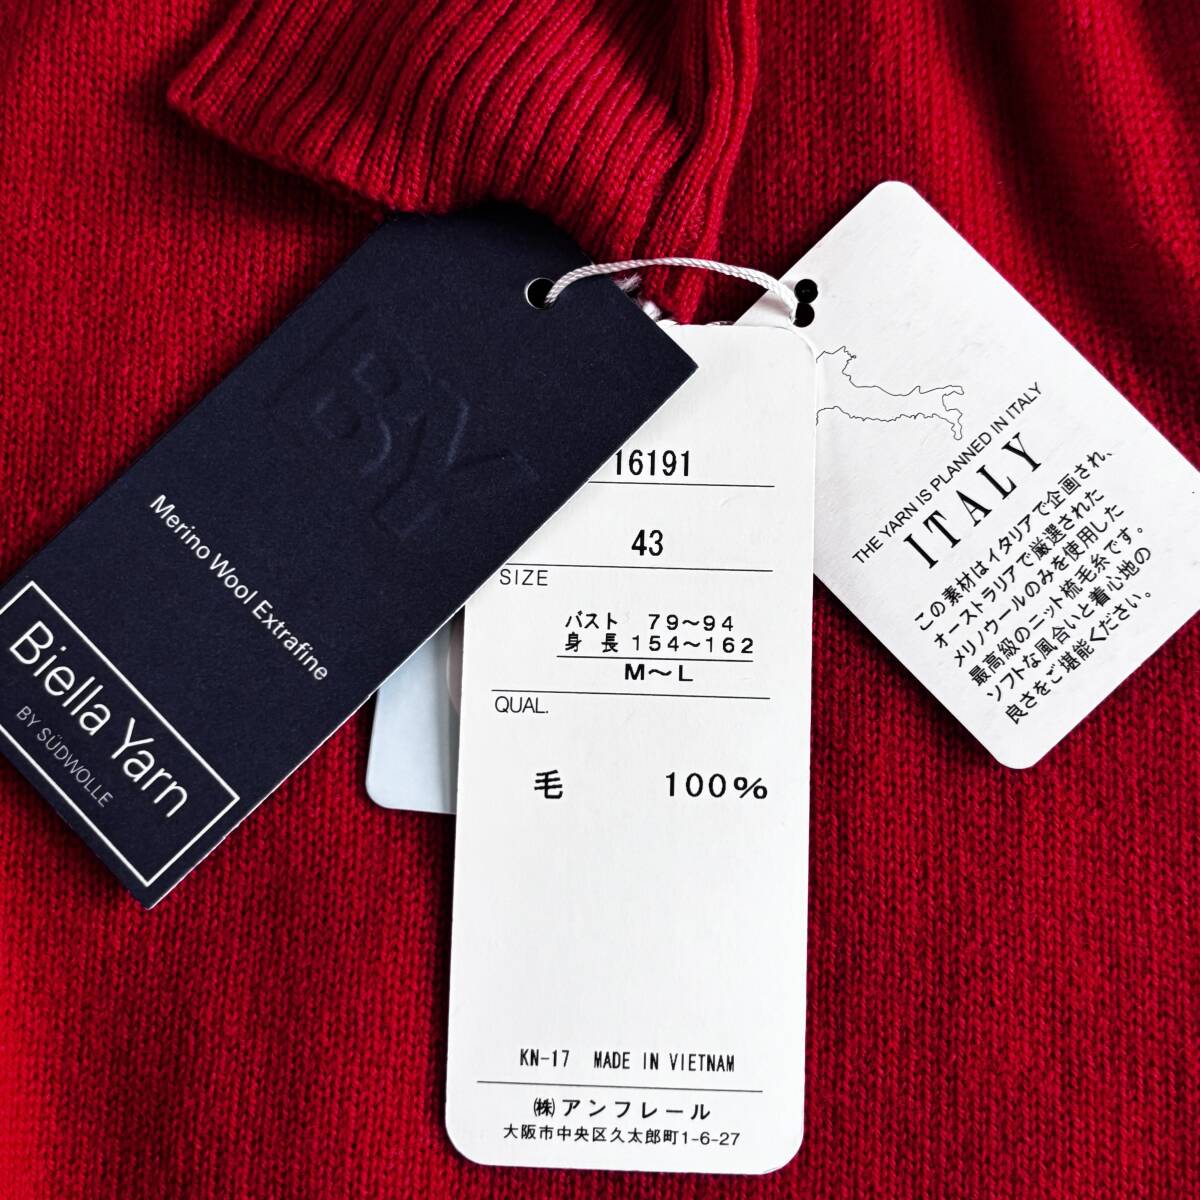 BY
Merino Wool Extrafine
Biella Yarn
BY SÜDWOLLE
16191
43
SIZE
バスト 79〜94
身長 154〜162
M〜L
QUAL.
毛 100%
KN-17 MADE IN VIETNAM
㈱アンフレール
大阪市中央区久太郎町1-6-27
THE YARN IS PLANNED IN ITALY
ITALY
この素材はイタリアで企画され、
オーストラリアで厳選された
メリノウールのみを使用した
最高級のニット梳毛糸です。
ソフトな風合いと着心地の
良さをご堪能ください。